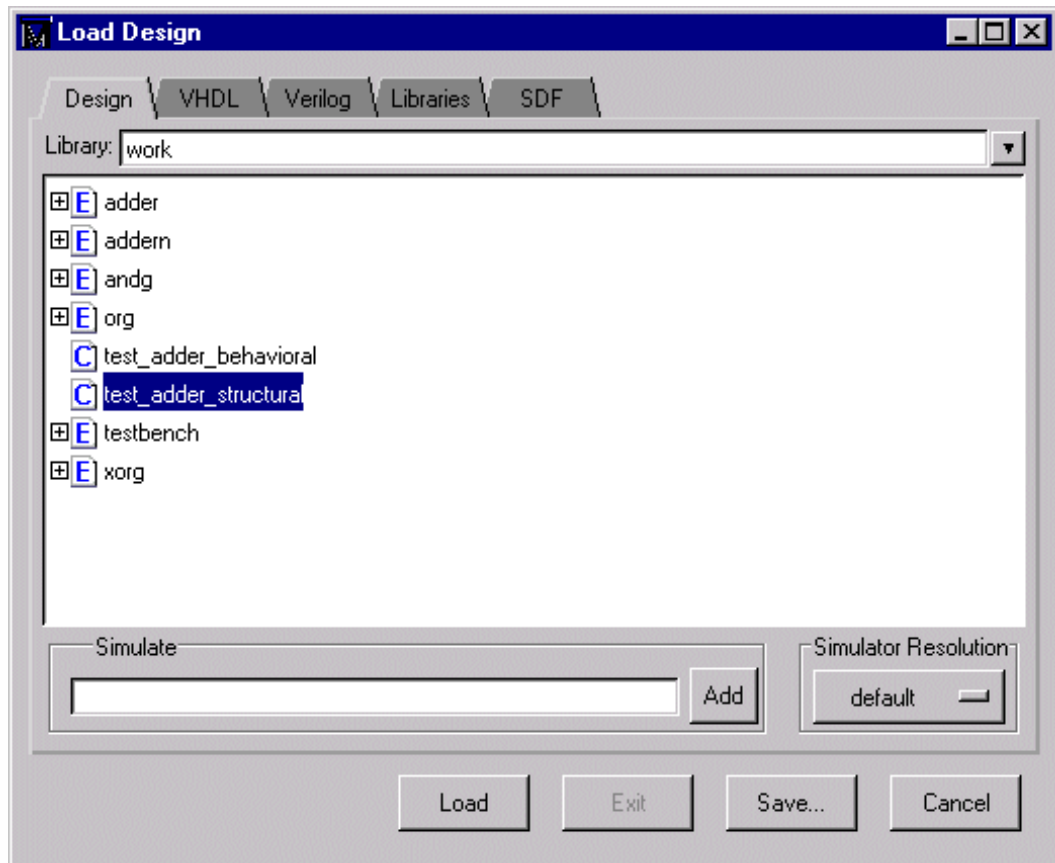 Load Design
Design VHDL Verilog Libraries SDF
Library: work
E adder
E addern
E andg
E org
C test_adder_behavioral
C test_adder_structural
E testbench
E xorg
Simulate Simulator Resolution
Add default
Load Exit Save... Cancel